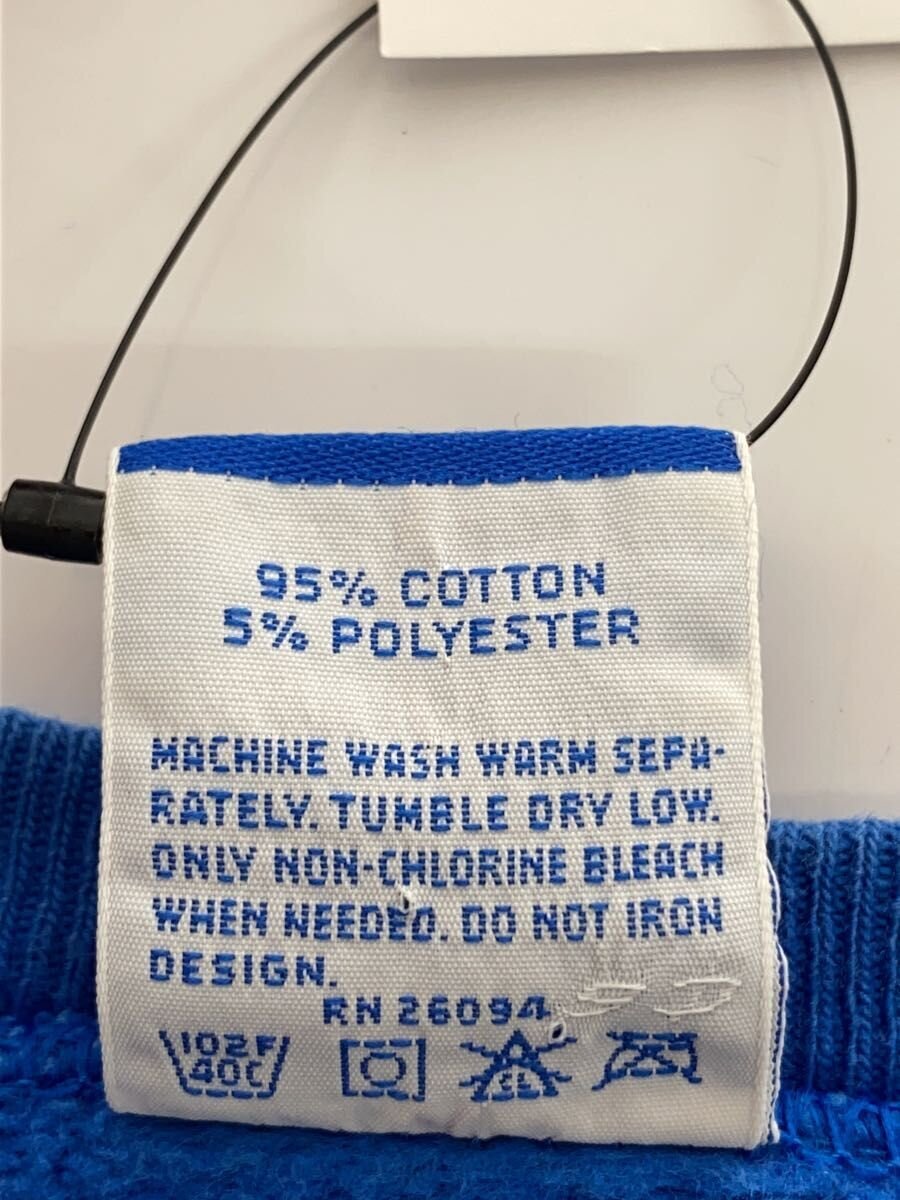 95% COTTON
5% POLYESTER
MACHINE WASH WARM SEPA-
RATELY. TUMBLE DRY LOW.
ONLY NON-CHLORINE BLEACH
WHEN NEEDED. DO NOT IRON
DESIGN.
RN 26094
102F
40C
CL